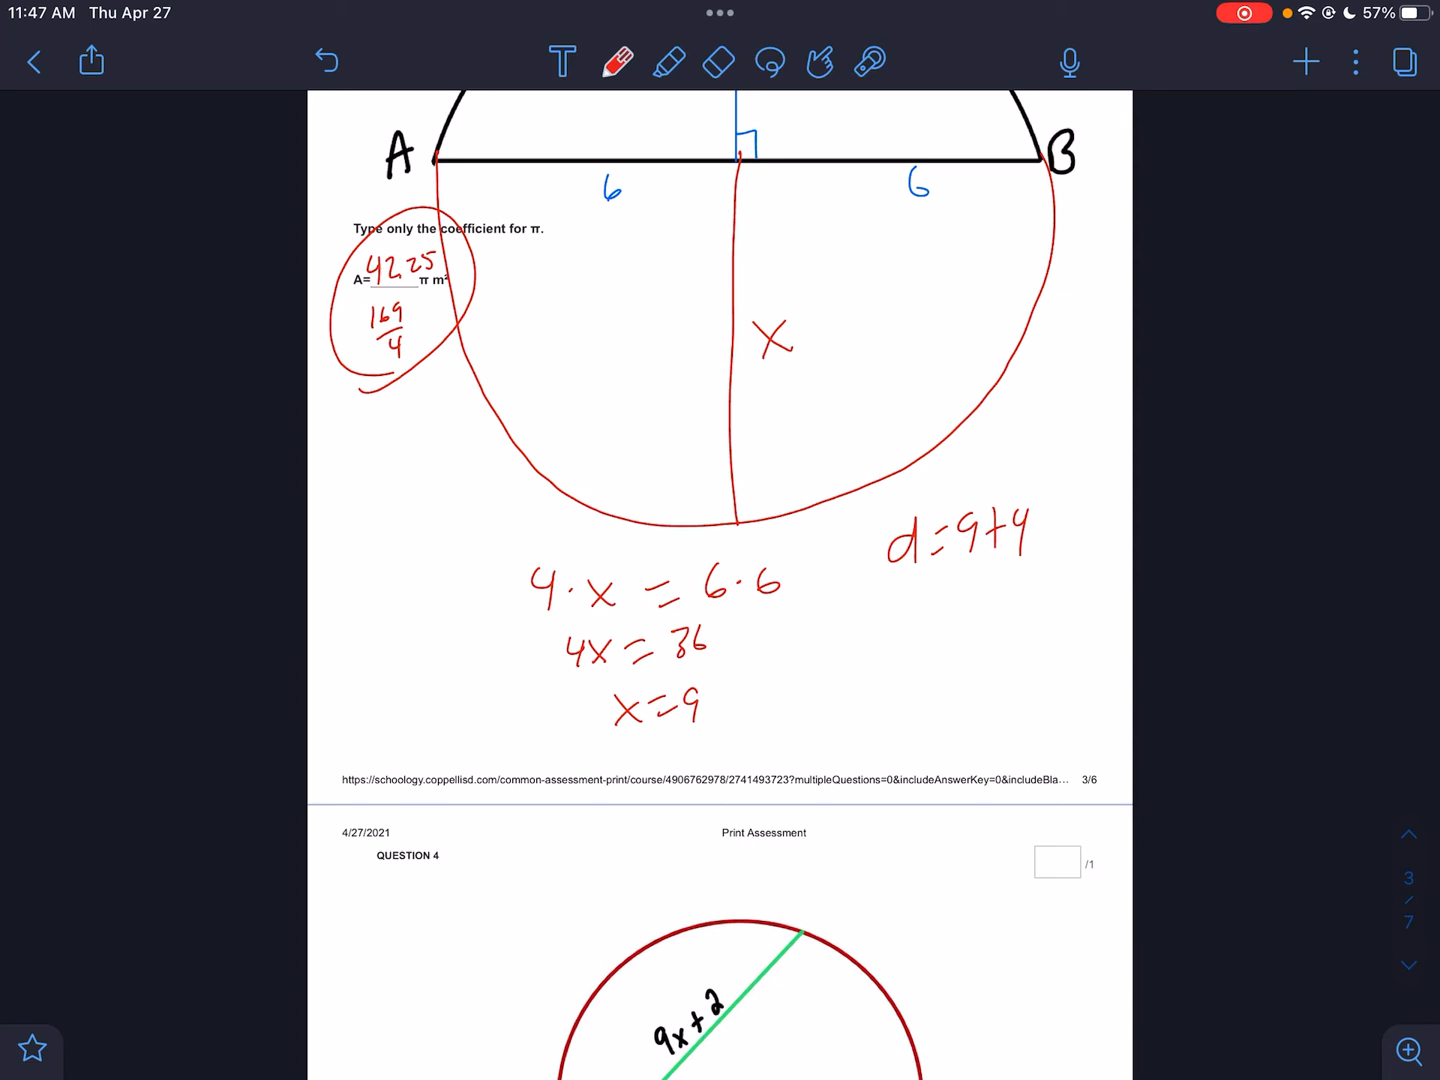 11:47 AM Thu Apr 27
57%
T
A
B
6
6
Type only the coefficient for π.
A=42.25π m²
169
4
x
d=9+4
4·x = 6·6
4x = 36
x=9
https://schoology.coppellisd.com/common-assessment-print/course/4906762978/2741493723?multipleQuestions=0&includeAnswerKey=0&includeBla… 3/6
4/27/2021 Print Assessment
QUESTION 4
/1
3
/
7
9x+2